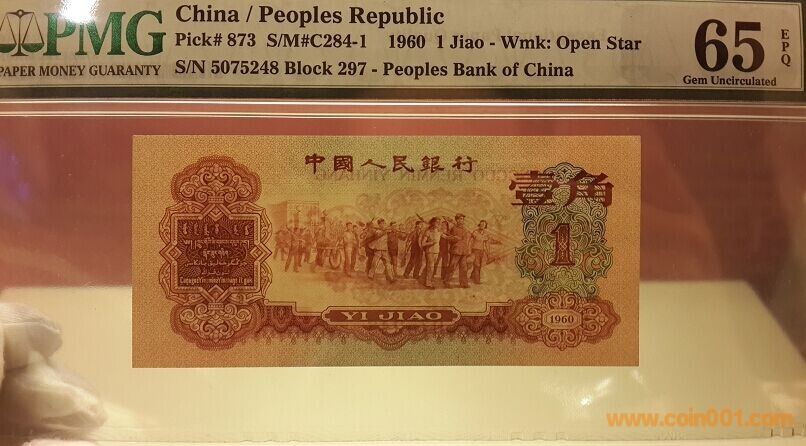 PMG
PAPER MONEY GUARANTY
China / Peoples Republic
Pick# 873 S/M#C284-1 1960 1 Jiao - Wmk: Open Star
S/N 5075248 Block 297 - Peoples Bank of China
65 EPQ
Gem Uncirculated
中國人民銀行
壹角
1
YI JIAO
1960
www.coin001.com